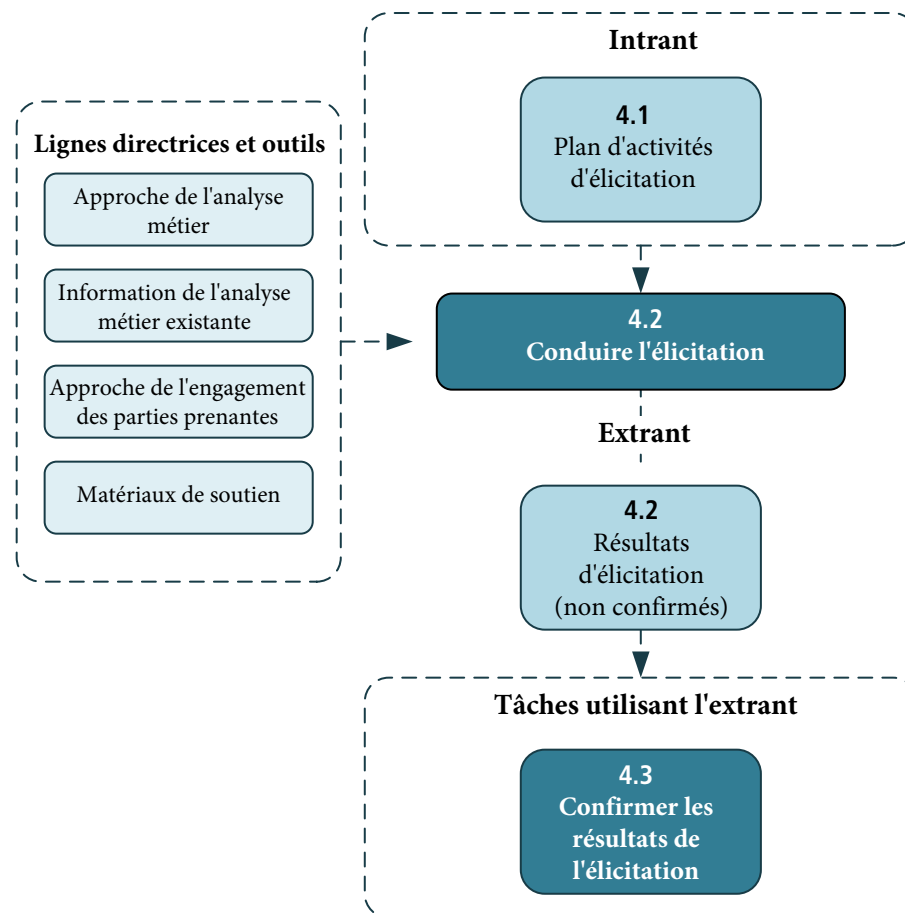 Intrant
4.1
Plan d'activités
d'élicitation
Lignes directrices et outils
Approche de l'analyse
métier
Information de l'analyse
métier existante
Approche de l'engagement
des parties prenantes
Matériaux de soutien
4.2
Conduire l'élicitation
Extrant
4.2
Résultats
d'élicitation
(non confirmés)
Tâches utilisant l'extrant
4.3
Confirmer les
résultats de
l'élicitation